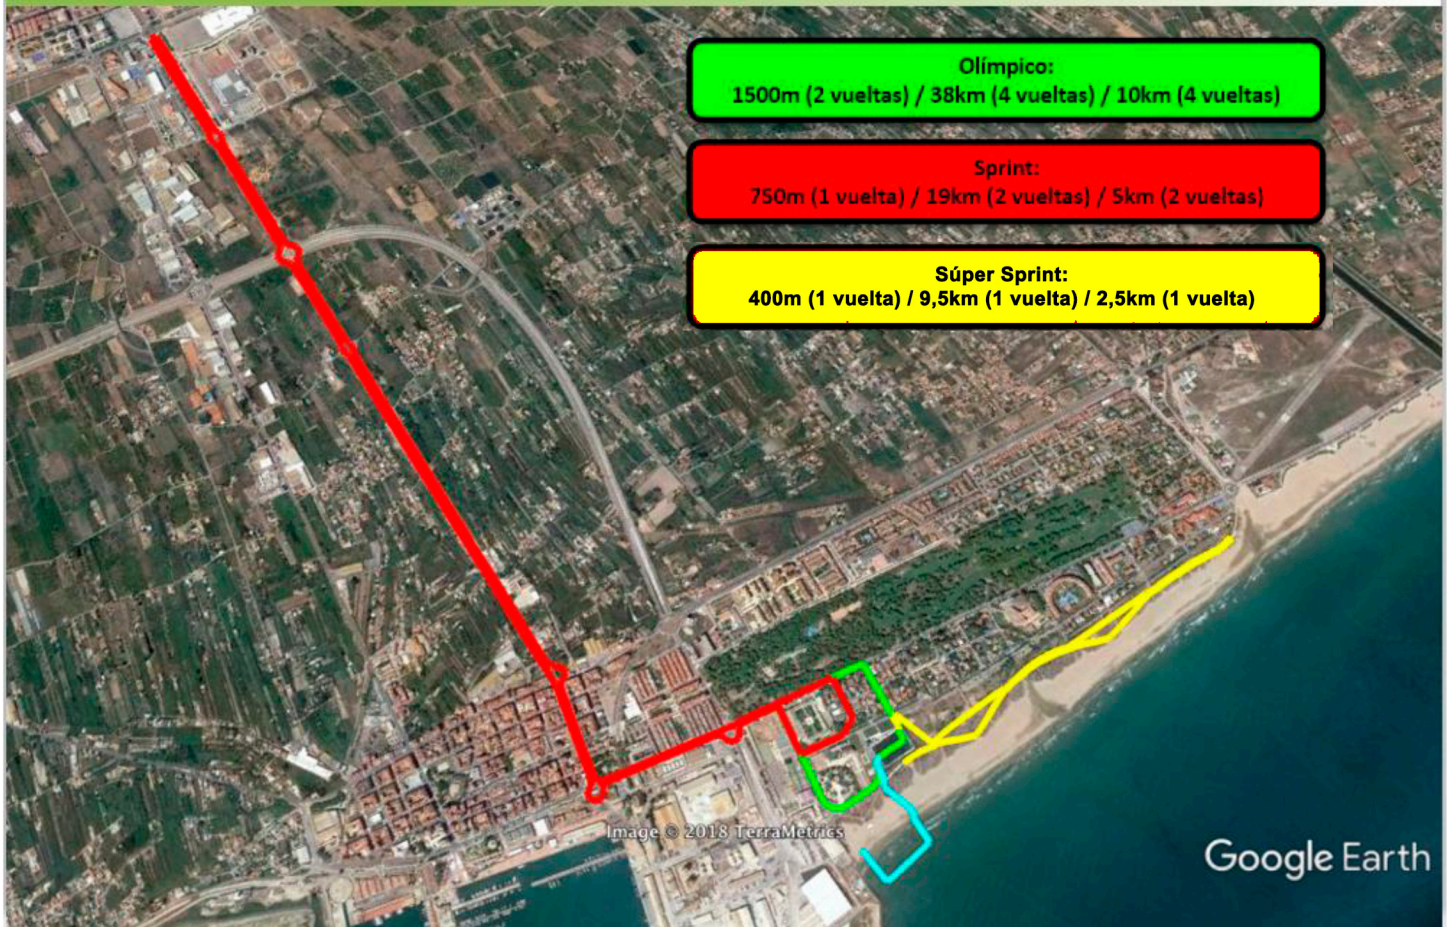 Olímpico:
1500m (2 vueltas) / 38km (4 vueltas) / 10km (4 vueltas)
Sprint:
750m (1 vuelta) / 19km (2 vueltas) / 5km (2 vueltas)
Súper Sprint:
400m (1 vuelta) / 9,5km (1 vuelta) / 2,5km (1 vuelta)
Image © 2018 TerraMetrics
Google Earth